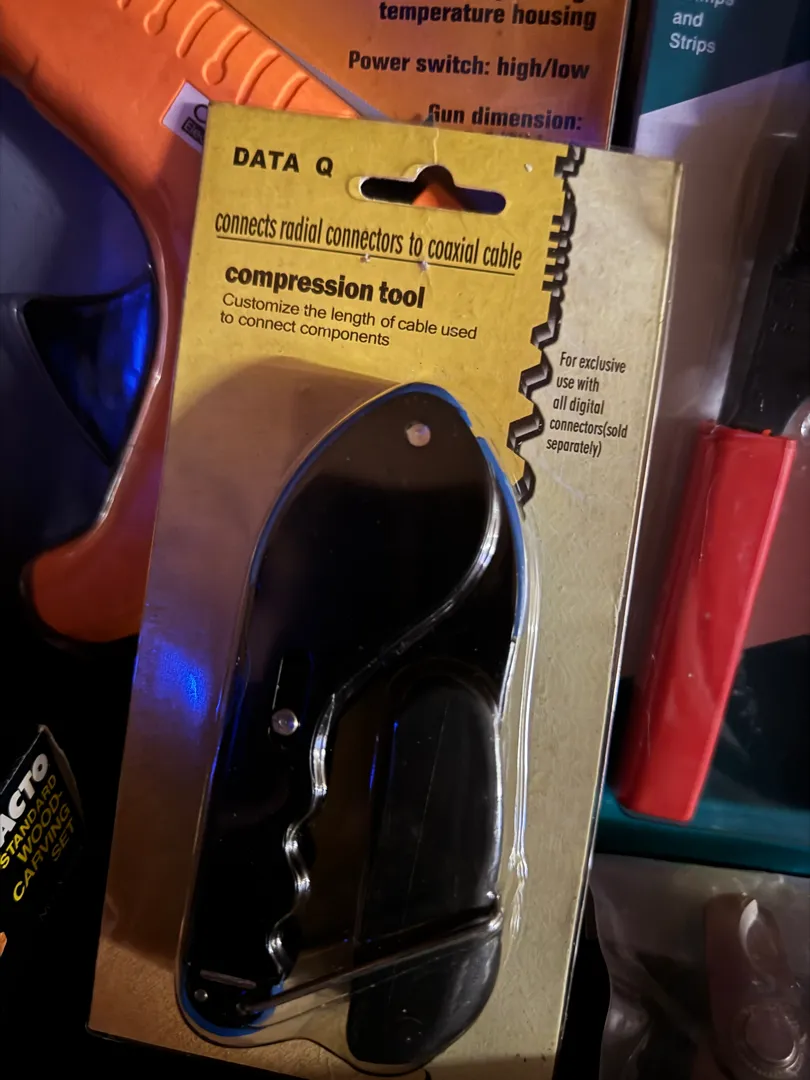 temperature housing
Power switch: high/low
Gun dimension:
and
Strips
DATA Q
connects radial connectors to coaxial cable
compression tool
Customize the length of cable used
to connect components
For exclusive
use with
all digital
connectors(sold
separately)
ACTO
STANDARD
WOOD-
CARVING
SET